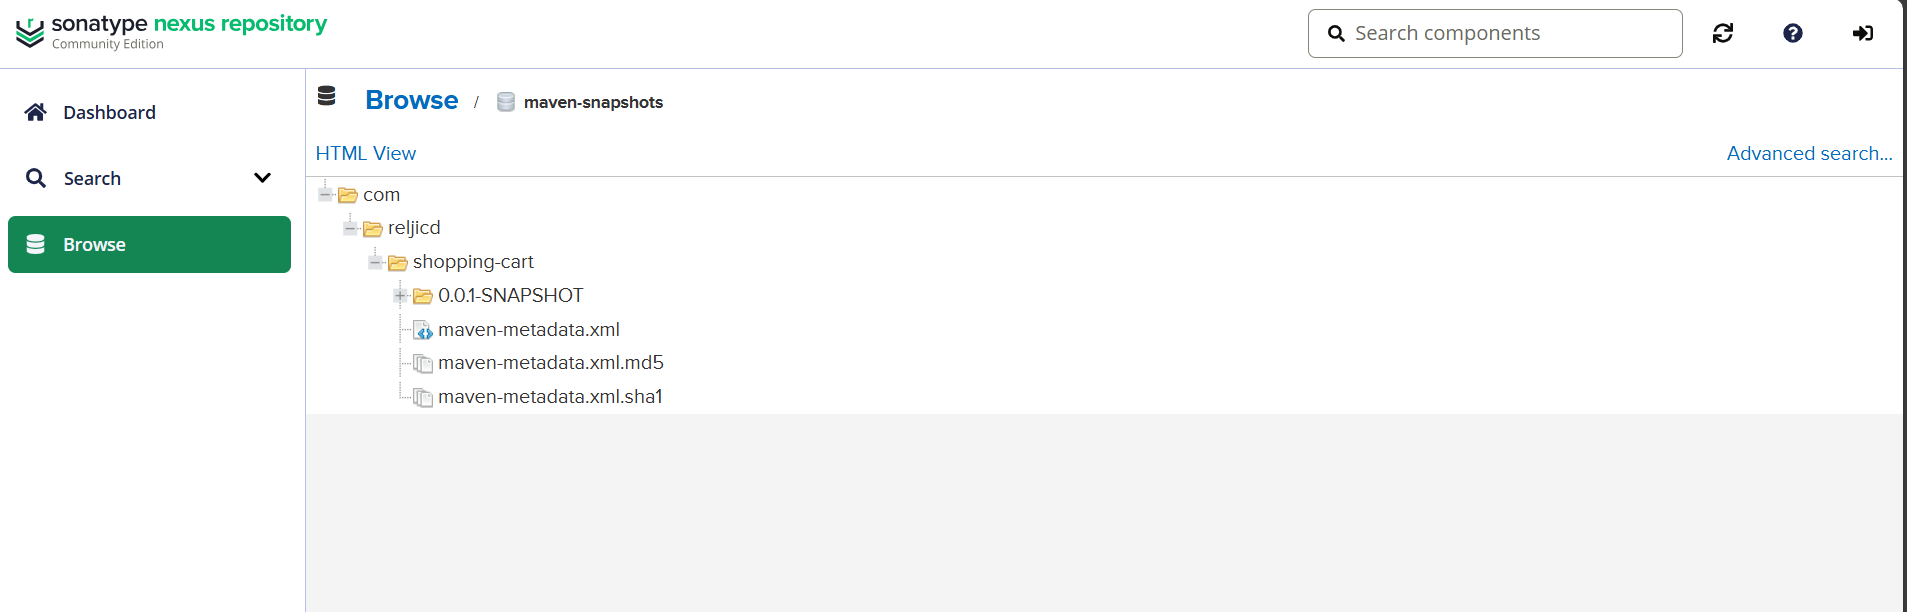 sonatype nexus repository
Community Edition
Search components
Dashboard
Search
Browse
Browse / maven-snapshots
HTML View
Advanced search...
com
reljicd
shopping-cart
0.0.1-SNAPSHOT
maven-metadata.xml
maven-metadata.xml.md5
maven-metadata.xml.sha1